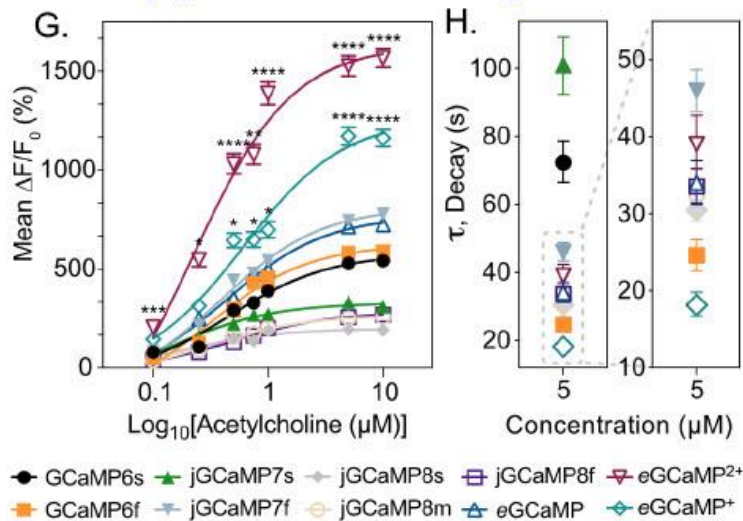 G.
Mean ΔF/F₀ (%)
1500
1000
500
0
***
*
****
**
****
****
****
*
*
*
****
****
0.1
1
10
Log₁₀[Acetylcholine (µM)]
H.
τ, Decay (s)
100
80
60
40
20
5
50
40
30
20
10
5
Concentration (µM)
GCaMP6s
jGCaMP7s
jGCaMP8s
jGCaMP8f
eGCaMP²⁺
GCaMP6f
jGCaMP7f
jGCaMP8m
eGCaMP
eGCaMP⁺